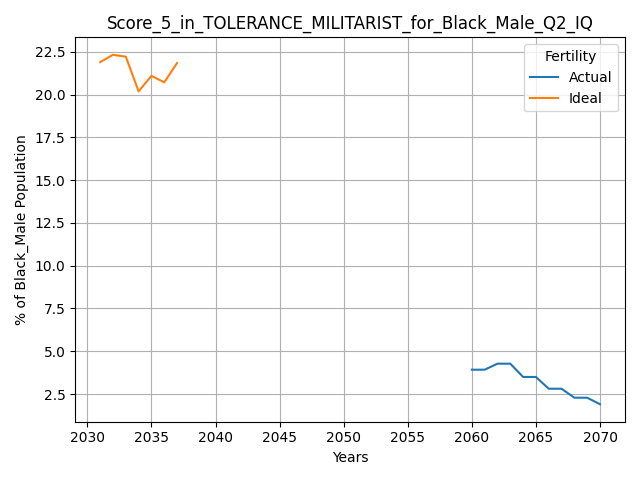 Score_5_in_TOLERANCE_MILITARIST_for_Black_Male_Q2_IQ
Fertility
Actual
Ideal
% of Black_Male Population
22.5
20.0
17.5
15.0
12.5
10.0
7.5
5.0
2.5
2030 2035 2040 2045 2050 2055 2060 2065 2070
Years